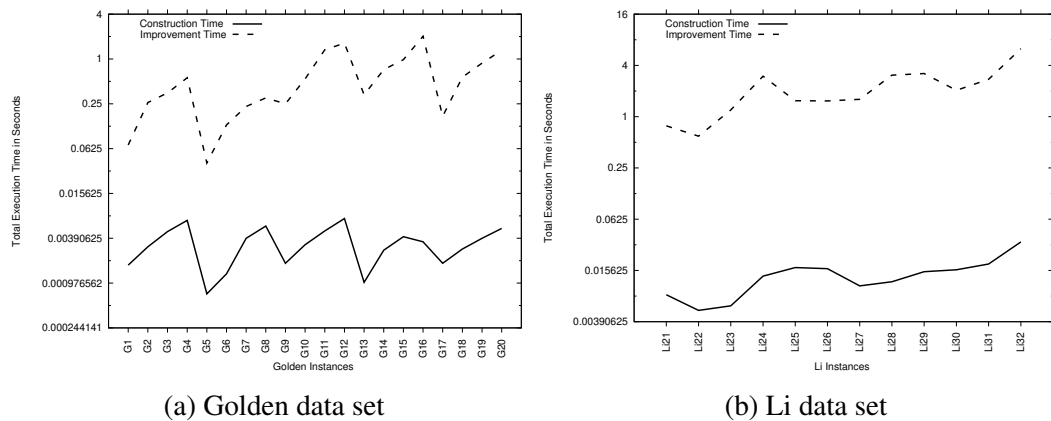 4
1
0.25
0.0625
0.015625
0.00390625
0.000976562
0.000244141
Total Execution Time in Seconds
Construction Time
Improvement Time
G1 G2 G3 G4 G5 G6 G7 G8 G9 G10 G11 G12 G13 G14 G15 G16 G17 G18 G19 G20
Golden Instances
(a) Golden data set
16
4
1
0.25
0.0625
0.015625
0.00390625
Total Execution Time in Seconds
Construction Time
Improvement Time
Li21 Li22 Li23 Li24 Li25 Li26 Li27 Li28 Li29 Li30 Li31 Li32
Li Instances
(b) Li data set